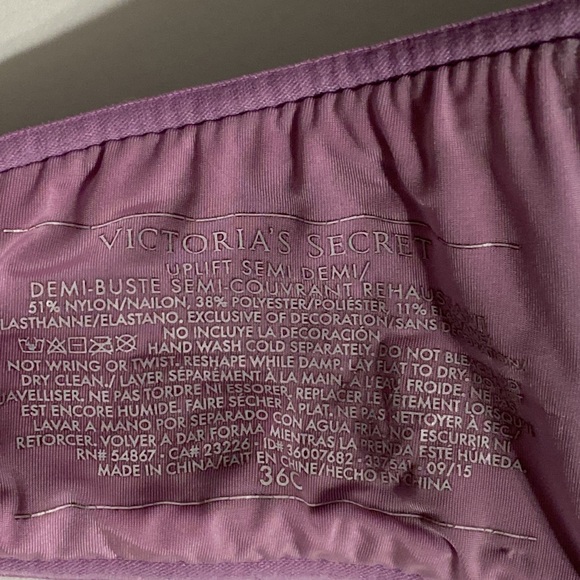 VICTORIA'S SECRET
UPLIFT SEMI DEMI/
DEMI-BUSTE SEMI-COUVRANT
51% NYLON/NAILON, 38% POLYESTER/POLIÉSTER, 11%
LASTHANNE/ELASTANO. EXCLUSIVE OF DECORATION/SANS
NO INCLUYE LA DECORACIÓN
HAND WASH COLD SEPARATELY. DO NOT
NOT WRING OR TWIST. RESHAPE WHILE DAMP. LAY FLAT TO DRY.
DRY CLEAN./ LAVER SÉPARÉMENT À LA MAIN, À L'EAU FROIDE.
JAVELLISER. NE PAS TORDRE NI ESSORER. REPLACER LE VÊTEMENT LORSQU'
EST ENCORE HUMIDE. FAIRE SÉCHER À PLAT. NE PAS NETTOYER À SEC/
LAVAR A MANO POR SEPARADO CON AGUA ESCURRIR NI
RETORCER. VOLVER A DAR FORMA MIENTRAS LA PRENDA ESTÉ HÚMEDA.
RN# 54867 • CA# 23226 • ID# 36007682- - 09/15
MADE IN CHINA/FAIT EN CHINE/HECHO EN CHINA
36C